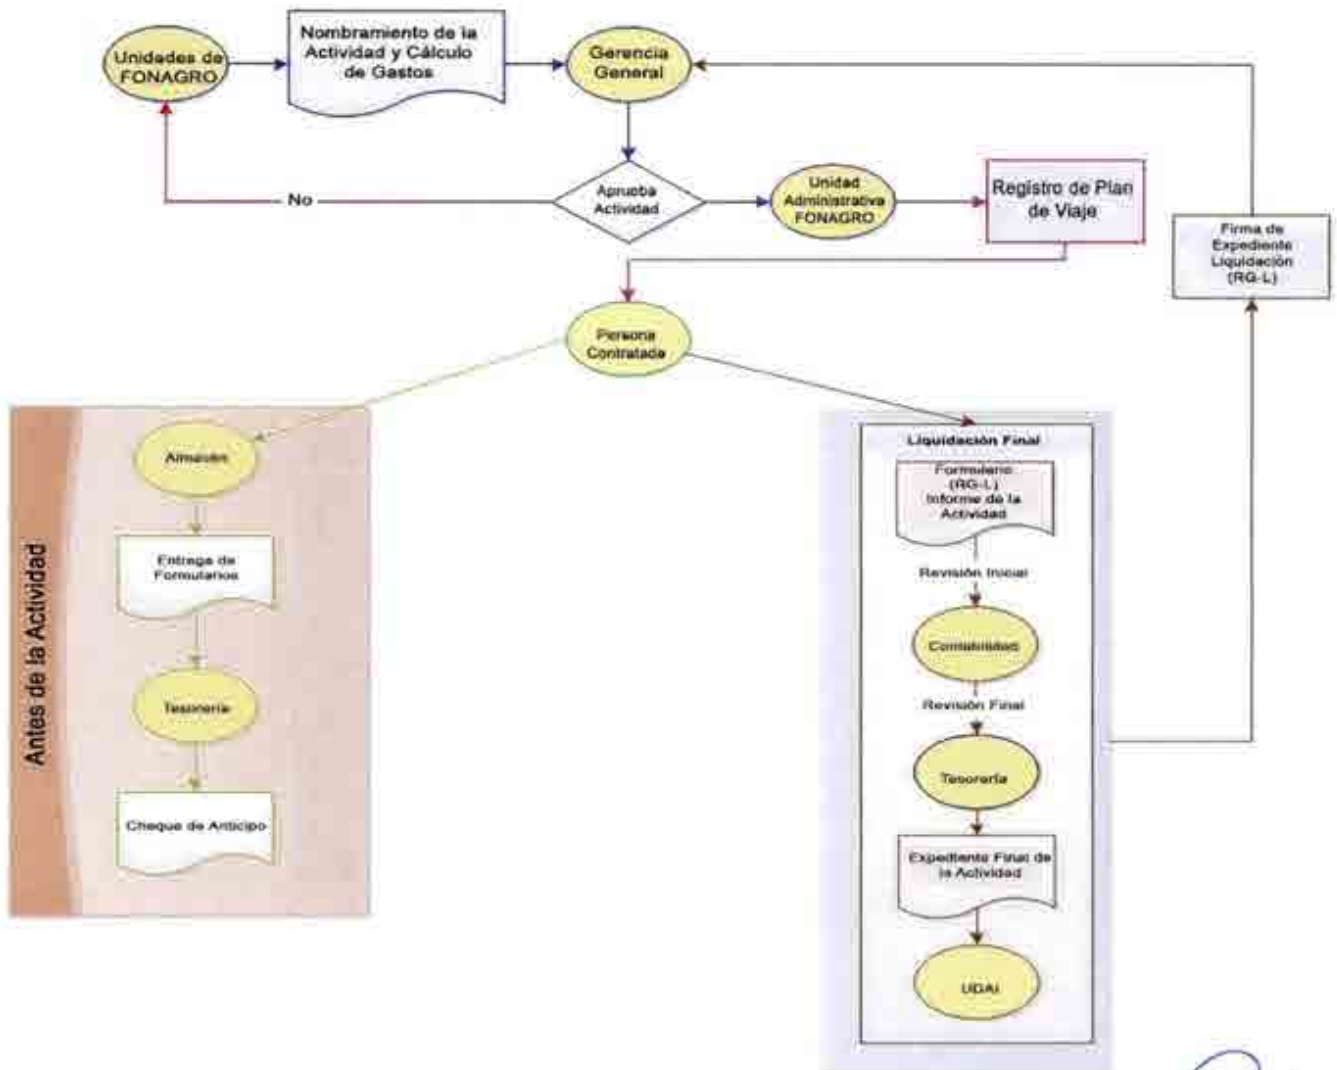 Unidades de
FONAGRO
Nombramiento de la
Actividad y Cálculo
de Gastos
Gerencia
General
No
Aprueba
Actividad
Unidad
Administrativa
FONAGRO
Registro de Plan
de Viaje
Firma de
Expediente
Liquidación
(RG-L)
Persona
Contratada
Antes de la Actividad
Almacén
Entrega de
Formularios
Tesorería
Cheque de Anticipo
Liquidación Final
Formulario
(RG-L)
Informe de la
Actividad
Revisión Inicial
Contabilidad
Revisión Final
Tesorería
Expediente Final de
la Actividad
UDAI